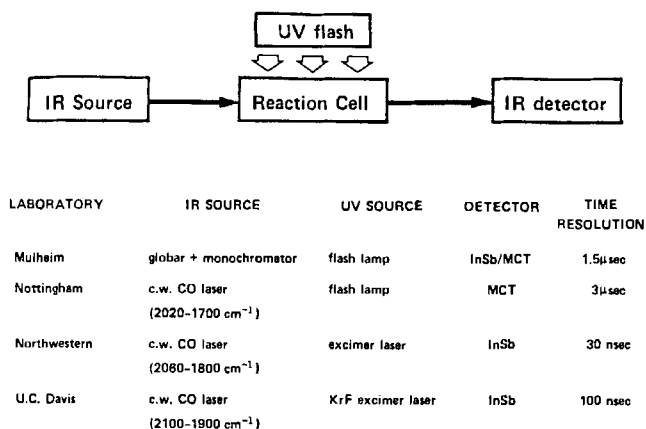 UV flash
IR Source
Reaction Cell
IR detector
LABORATORY IR SOURCE UV SOURCE DETECTOR TIME RESOLUTION
Mulheim globar + monochromator flash lamp InSb/MCT 1.5μsec
Nottingham c.w. CO laser flash lamp MCT 3μsec
(2020-1700 cm⁻¹)
Northwestern c.w. CO laser excimer laser InSb 30 nsec
(2060-1800 cm⁻¹)
U.C. Davis c.w. CO laser KrF excimer laser InSb 100 nsec
(2100-1900 cm⁻¹)